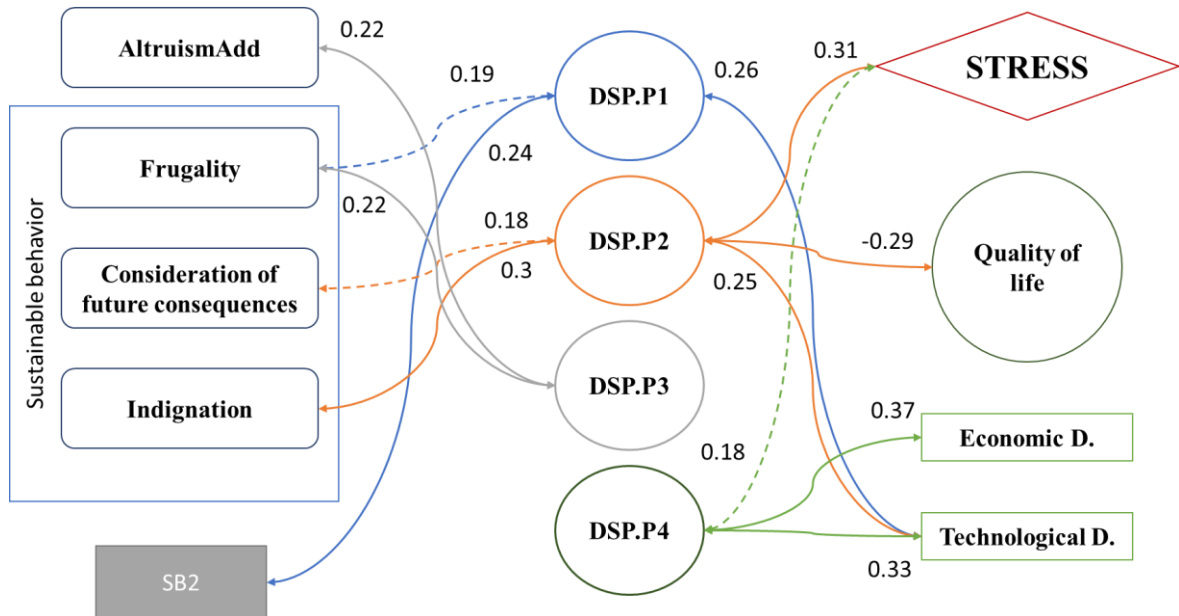 AltruismAdd
0.22
0.19
DSP.P1
0.26
0.31
STRESS
Sustainable behavior
Frugality
0.24
0.22
0.18
DSP.P2
-0.29
Quality of
life
Consideration of
future consequences
0.3
0.25
Indignation
DSP.P3
0.37
Economic D.
0.18
DSP.P4
Technological D.
0.33
SB2